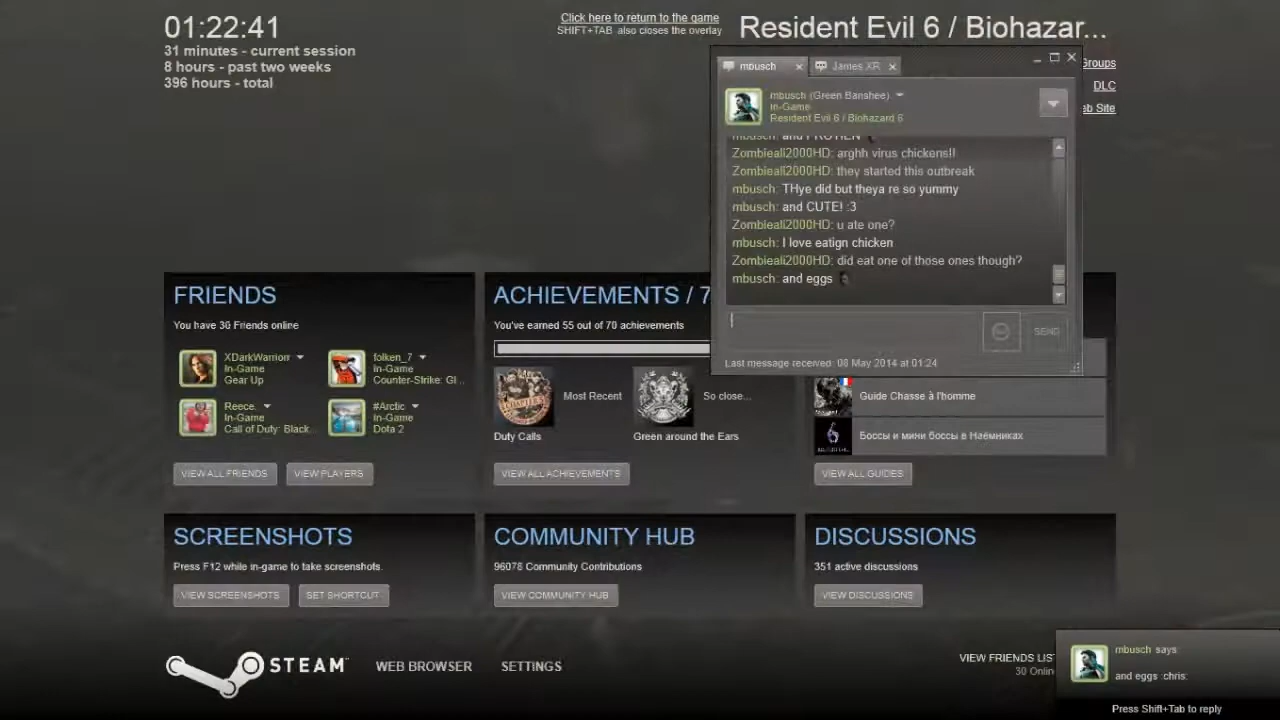 01:22:41
31 minutes - current session
8 hours - past two weeks
396 hours - total
Click here to return to the game
SHIFT+TAB also closes the overlay
Resident Evil 6 / Biohazar...
Groups
DLC
eb Site
mbusch
James XR
mbusch (Green Banshee)
In-Game
Resident Evil 6 / Biohazard 6
mbusch: and PROTIEN
Zombieali2000HD: arghh virus chickens!!
Zombieali2000HD: they started this outbreak
mbusch: THye did but theya re so yummy
mbusch: and CUTE! :3
Zombieali2000HD: u ate one?
mbusch: I love eatign chicken
Zombieali2000HD: did eat one of those ones though?
mbusch: and eggs
SEND
Last message received: 08 May 2014 at 01:24
FRIENDS
You have 30 Friends online
XDarkWarriorr
In-Game
Gear Up
folken_7
In-Game
Counter-Strike: Gl...
Reece.
In-Game
Call of Duty: Black
#Arctic
In-Game
Dota 2
VIEW ALL FRIENDS
VIEW PLAYERS
ACHIEVEMENTS / 7
You've earned 55 out of 70 achievements
Most Recent
So close...
Duty Calls
Green around the Ears
VIEW ALL ACHIEVEMENTS
Guide Chasse à l'homme
Боссы и мини боссы в Наёмниках
VIEW ALL GUIDES
SCREENSHOTS
Press F12 while in-game to take screenshots.
VIEW SCREENSHOTS
SET SHORTCUT
COMMUNITY HUB
96078 Community Contributions
VIEW COMMUNITY HUB
DISCUSSIONS
351 active discussions
VIEW DISCUSSIONS
STEAM
WEB BROWSER
SETTINGS
VIEW FRIENDS LIST
30 Onlin
mbusch says:
and eggs :chris:
Press Shift+Tab to reply